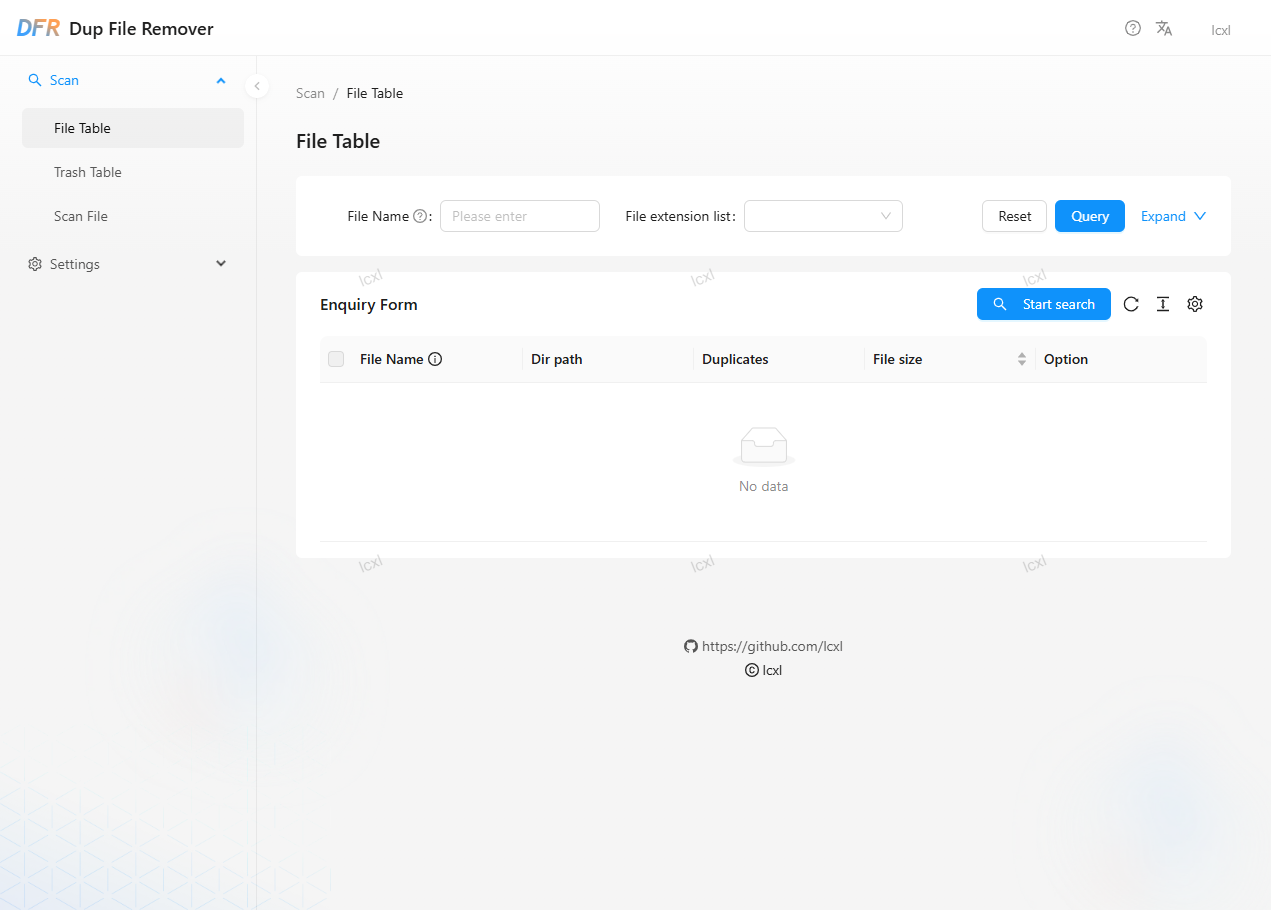 DFR Dup File Remover lcxl
Scan
File Table
Trash Table
Scan File
Settings
Scan / File Table
File Table
File Name : Please enter File extension list: Reset Query Expand
lcxl lcxl lcxl
Enquiry Form Start search
File Name Dir path Duplicates File size Option
No data
lcxl lcxl lcxl
https://github.com/lcxl
© lcxl